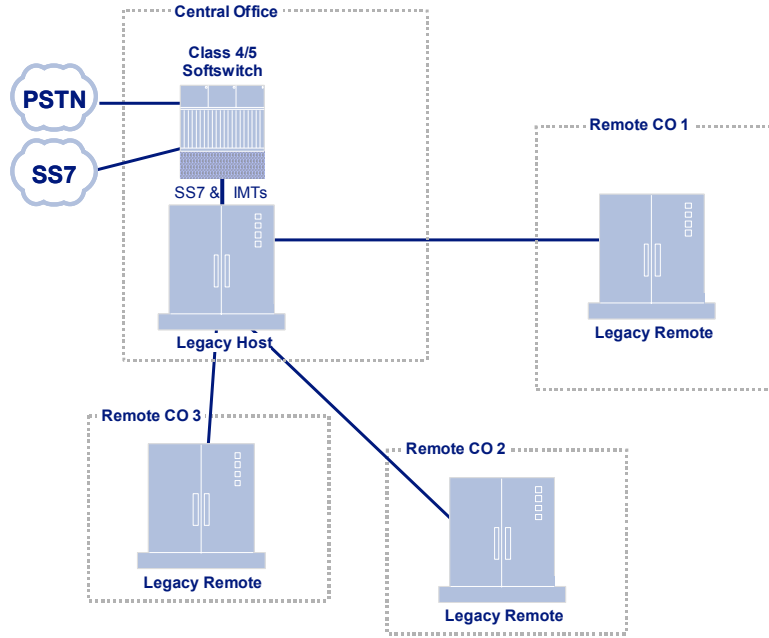 Central Office
Class 4/5
Softswitch
PSTN
SS7
SS7 & IMTs
Legacy Host
Remote CO 1
Legacy Remote
Remote CO 3
Legacy Remote
Remote CO 2
Legacy Remote